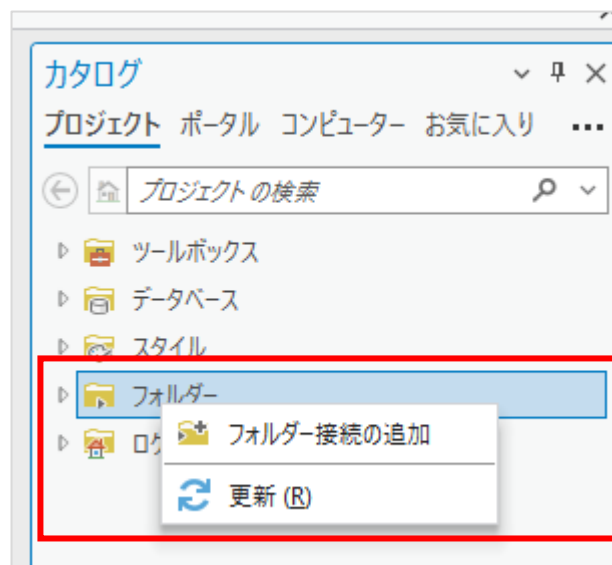 カタログ
プロジェクト ポータル コンピューター お気に入り
プロジェクト の検索
ツールボックス
データベース
スタイル
フォルダー
フォルダー接続の追加
ロケ
更新 (R)